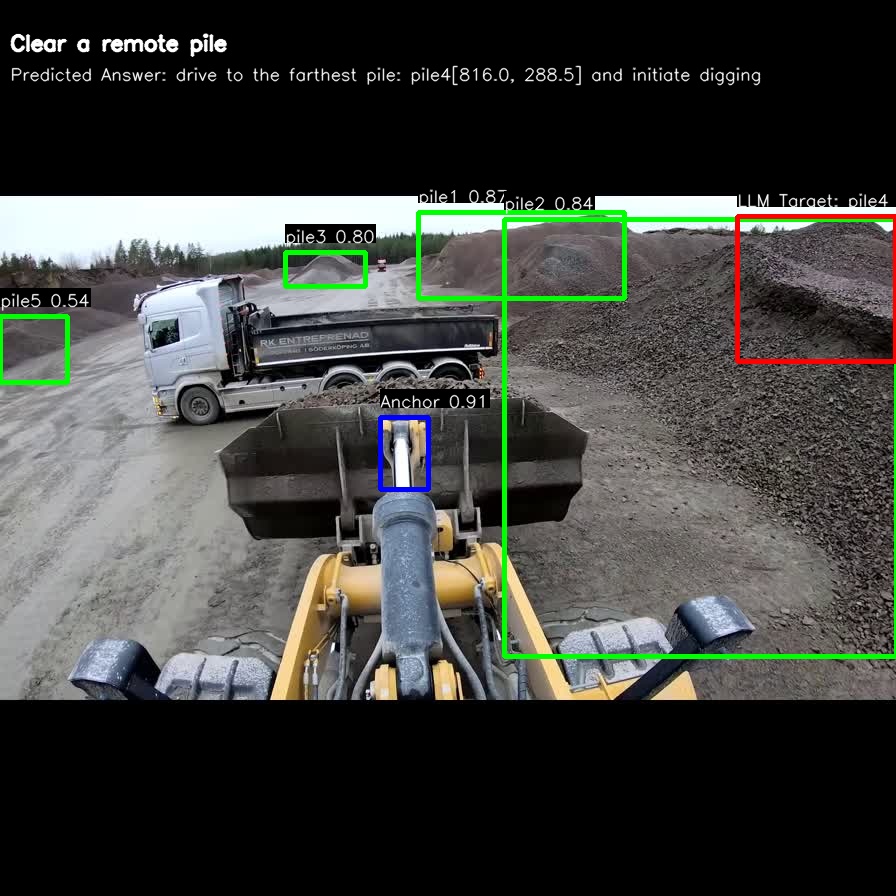 Clear a remote pile
Predicted Answer: drive to the farthest pile: pile4[816.0, 288.5] and initiate digging
pile1 0.87
pile2 0.84
LLM Target: pile4
pile3 0.80
pile5 0.54
RK ENTREPRENAD
I SÖDERKÖPING AB
Anchor 0.91